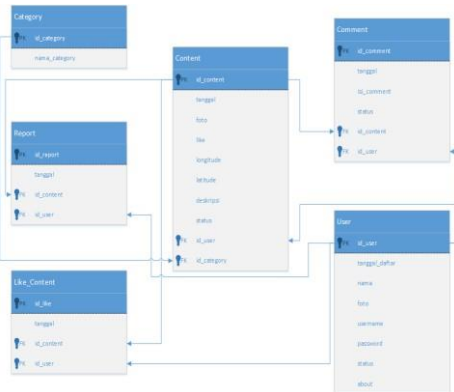 Category
PK id_category
nama_category
Content
PK id_content
tanggal
foto
like
longitude
latitude
deskripsi
status
FK id_user
FK id_category
Comment
PK id_comment
tanggal
isi_comment
status
FK id_content
FK id_user
Report
PK id_report
tanggal
FK id_content
FK id_user
User
PK id_user
tanggal_daftar
nama
foto
username
password
status
about
Like_Content
PK id_like
tanggal
FK id_content
FK id_user